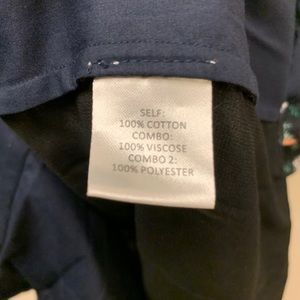 SELF:
100% COTTON
COMBO:
100% VISCOSE
COMBO 2:
100% POLYESTER